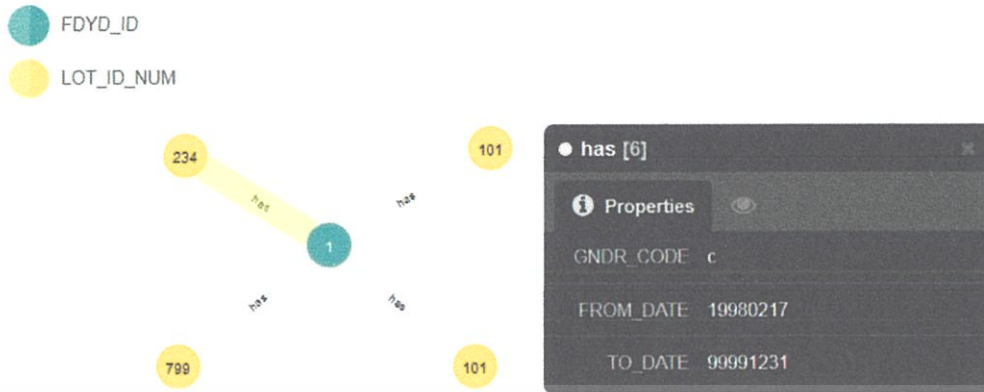 FDYD_ID
LOT_ID_NUM
234
101
has
has
1
has
has
799
101
has [6]
Properties
GNDR_CODE c
FROM_DATE 19980217
TO_DATE 99991231